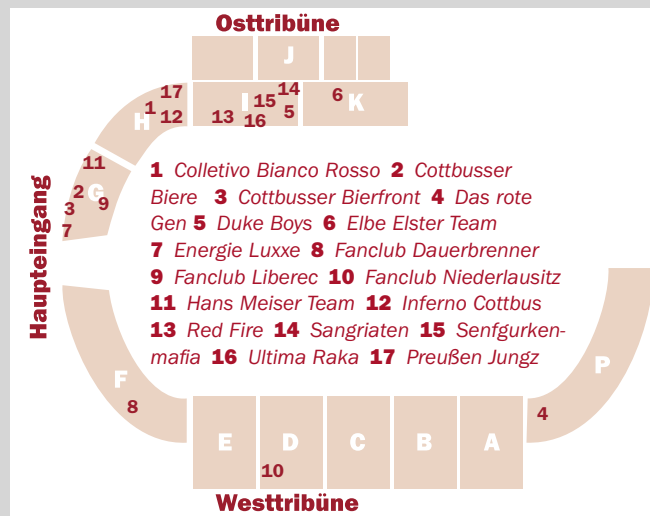 Osttribüne
J
17
14
6
I
15
K
1
H
12
13
16
5
11
2
G
9
3
7
Haupteingang
1 Colletivo Bianco Rosso 2 Cottbusser
Biere 3 Cottbusser Bierfront 4 Das rote
Gen 5 Duke Boys 6 Elbe Elster Team
7 Energie Luxxe 8 Fanclub Dauerbrenner
9 Fanclub Liberec 10 Fanclub Niederlausitz
11 Hans Meiser Team 12 Inferno Cottbus
13 Red Fire 14 Sangriaten 15 Senfgurken-
mafia 16 Ultima Raka 17 Preußen Jungz
F
8
P
4
E
D
C
B
A
10
Westtribüne